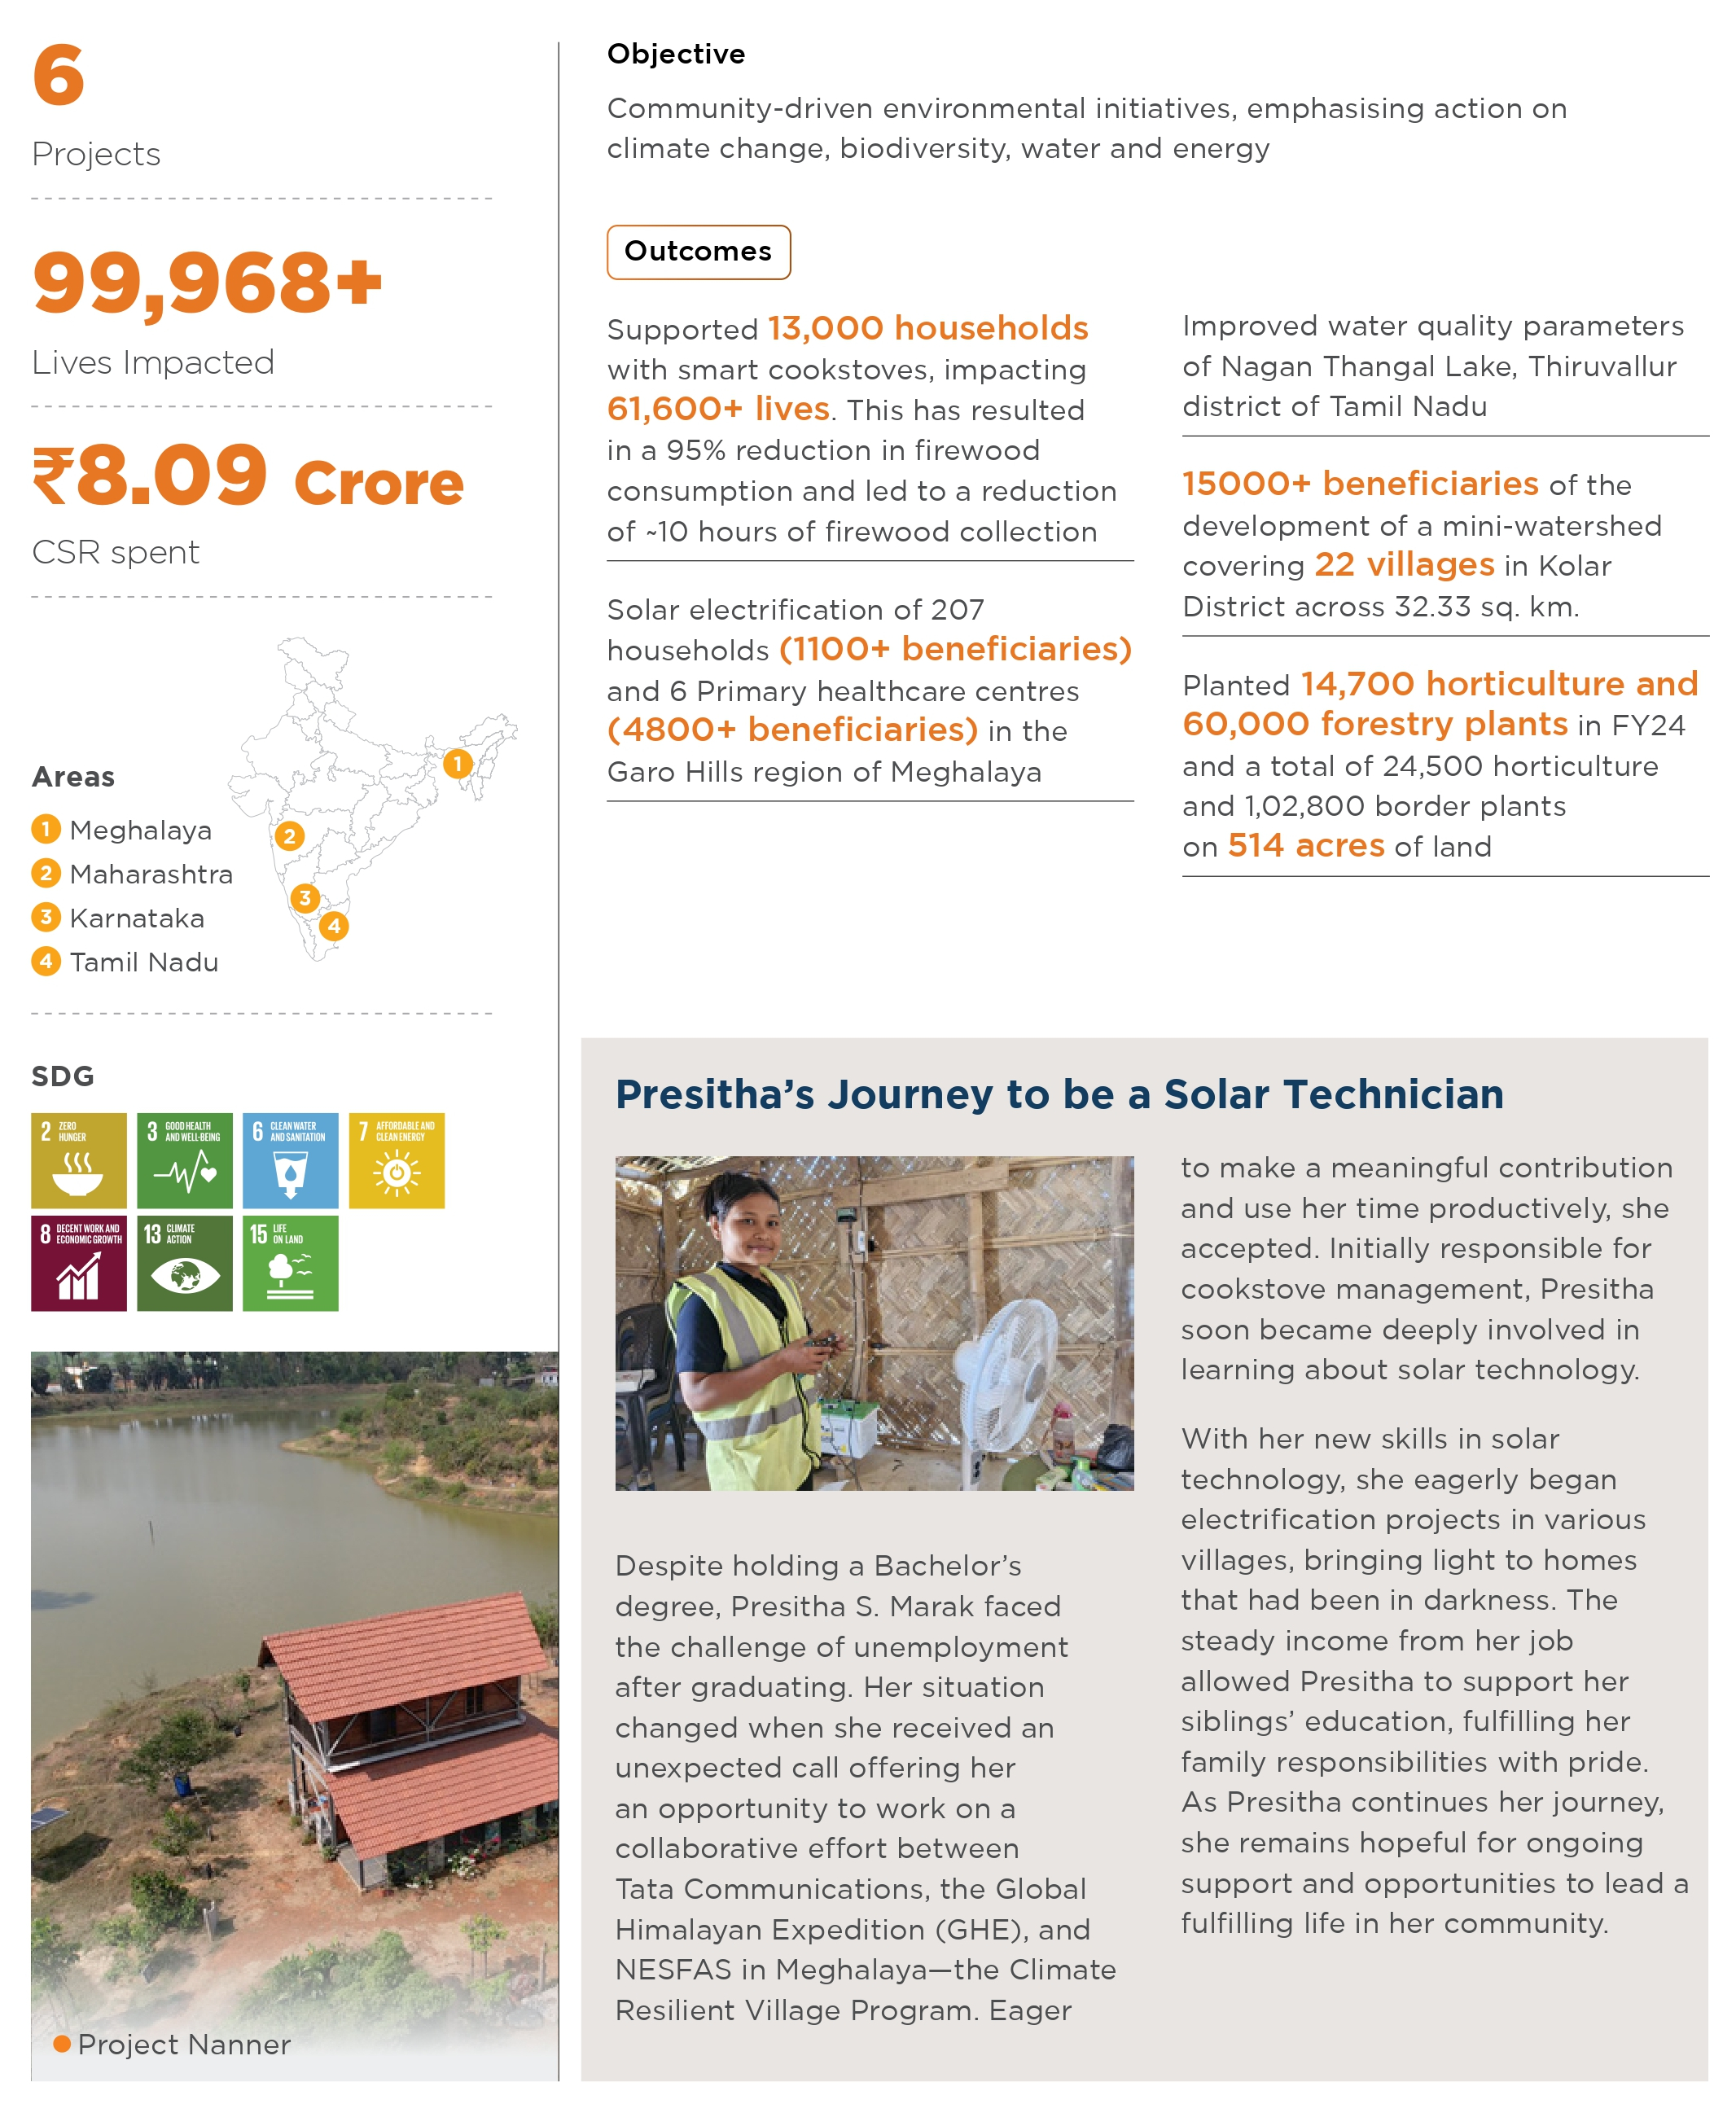 6
Projects
99,968+
Lives Impacted
₹8.09 Crore
CSR spent
Areas
1 Meghalaya
2 Maharashtra
3 Karnataka
4 Tamil Nadu
1
2
3
4
SDG
2 ZERO
HUNGER
3 GOOD HEALTH
AND WELL-BEING
6 CLEAN WATER
AND SANITATION
7 AFFORDABLE AND
CLEAN ENERGY
8 DECENT WORK AND
ECONOMIC GROWTH
13 CLIMATE
ACTION
15 LIFE
ON LAND
Project Nanner
Objective
Community-driven environmental initiatives, emphasising action on
climate change, biodiversity, water and energy
Outcomes
Supported 13,000 households
with smart cookstoves, impacting
61,600+ lives. This has resulted
in a 95% reduction in firewood
consumption and led to a reduction
of ~10 hours of firewood collection
Solar electrification of 207
households (1100+ beneficiaries)
and 6 Primary healthcare centres
(4800+ beneficiaries) in the
Garo Hills region of Meghalaya
Improved water quality parameters
of Nagan Thangal Lake, Thiruvallur
district of Tamil Nadu
15000+ beneficiaries of the
development of a mini-watershed
covering 22 villages in Kolar
District across 32.33 sq. km.
Planted 14,700 horticulture and
60,000 forestry plants in FY24
and a total of 24,500 horticulture
and 1,02,800 border plants
on 514 acres of land
Presitha’s Journey to be a Solar Technician
Despite holding a Bachelor’s
degree, Presitha S. Marak faced
the challenge of unemployment
after graduating. Her situation
changed when she received an
unexpected call offering her
an opportunity to work on a
collaborative effort between
Tata Communications, the Global
Himalayan Expedition (GHE), and
NESFAS in Meghalaya—the Climate
Resilient Village Program. Eager
to make a meaningful contribution
and use her time productively, she
accepted. Initially responsible for
cookstove management, Presitha
soon became deeply involved in
learning about solar technology.
With her new skills in solar
technology, she eagerly began
electrification projects in various
villages, bringing light to homes
that had been in darkness. The
steady income from her job
allowed Presitha to support her
siblings’ education, fulfilling her
family responsibilities with pride.
As Presitha continues her journey,
she remains hopeful for ongoing
support and opportunities to lead a
fulfilling life in her community.